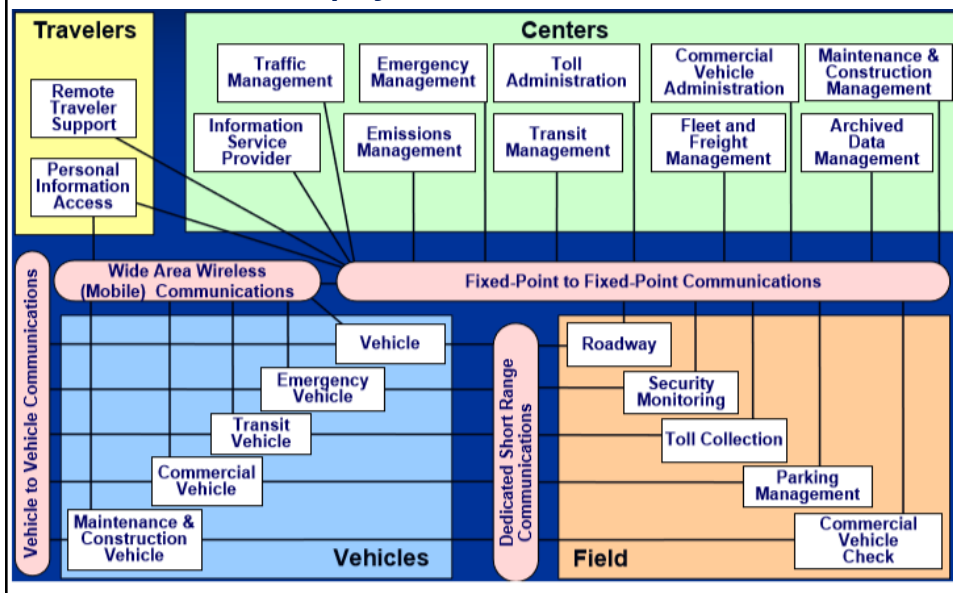 Travelers
Centers
Remote
Traveler
Support
Personal
Information
Access
Traffic
Management
Emergency
Management
Toll
Administration
Commercial
Vehicle
Administration
Maintenance &
Construction
Management
Information
Service
Provider
Emissions
Management
Transit
Management
Fleet and
Freight
Management
Archived
Data
Management
Wide Area Wireless
(Mobile) Communications
Fixed-Point to Fixed-Point Communications
Vehicle to Vehicle Communications
Vehicle
Emergency
Vehicle
Transit
Vehicle
Commercial
Vehicle
Maintenance &
Construction
Vehicle
Vehicles
Dedicated Short Range
Communications
Roadway
Security
Monitoring
Toll Collection
Parking
Management
Commercial
Vehicle
Check
Field